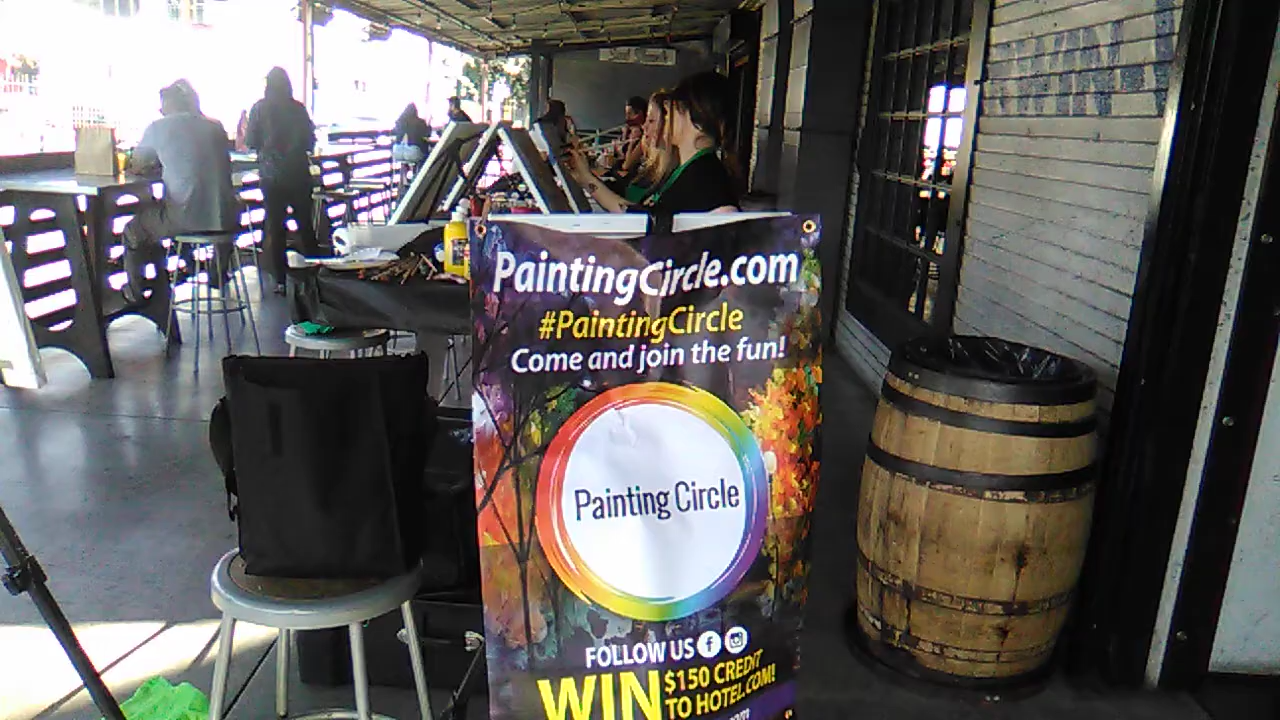 PaintingCircle.com
#PaintingCircle
Come and join the fun!
Painting Circle
FOLLOW US
WIN $150 CREDIT
TO HOTEL.COM!